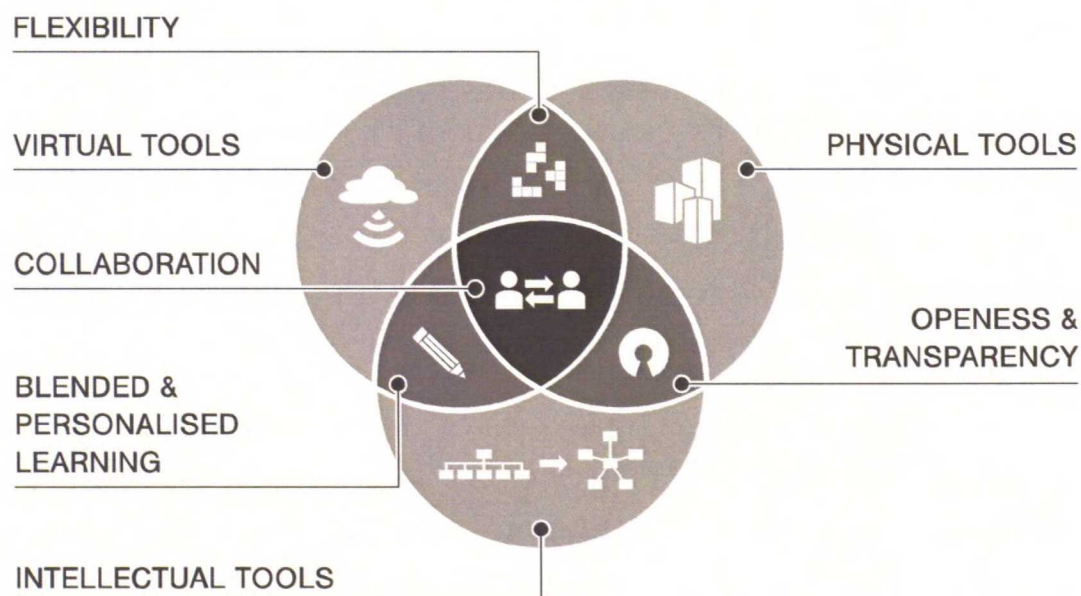 FLEXIBILITY
VIRTUAL TOOLS
PHYSICAL TOOLS
COLLABORATION
OPENESS &
TRANSPARENCY
BLENDED &
PERSONALISED
LEARNING
INTELLECTUAL TOOLS